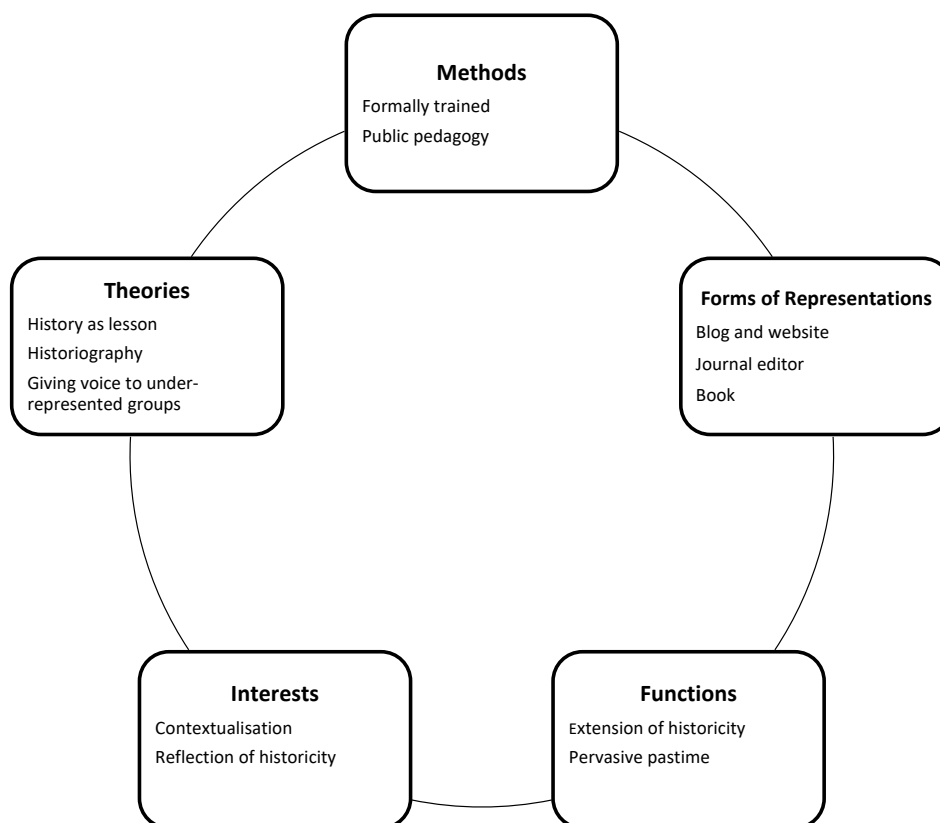 Methods
Formally trained
Public pedagogy
Theories
History as lesson
Historiography
Giving voice to under-
represented groups
Forms of Representations
Blog and website
Journal editor
Book
Interests
Contextualisation
Reflection of historicity
Functions
Extension of historicity
Pervasive pastime